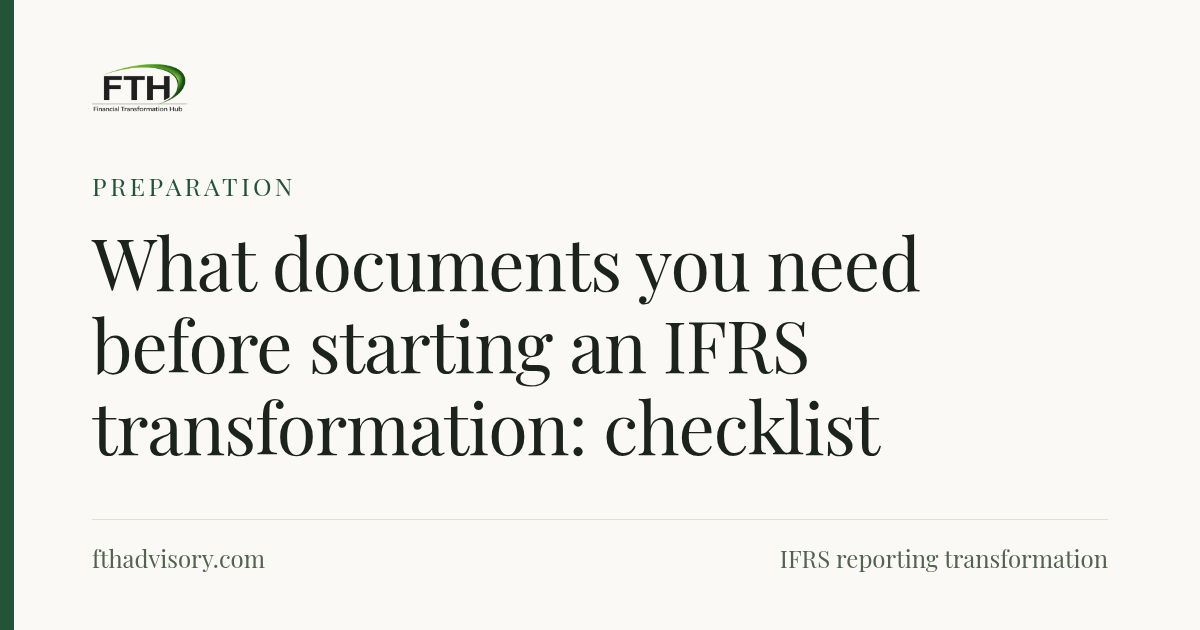 FTH
Financial Transformation Hub
PREPARATION
What documents you need
before starting an IFRS
transformation: checklist
fthadvisory.com
IFRS reporting transformation